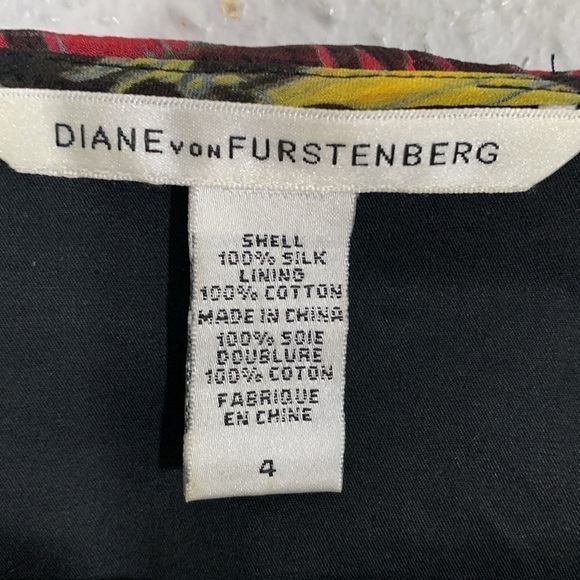 DIANE VON FURSTENBERG
SHELL
100% SILK
LINING
100% COTTON
MADE IN CHINA
100% SOIE
DOUBLURE
100% COTON
FABRIQUE
EN CHINE
4